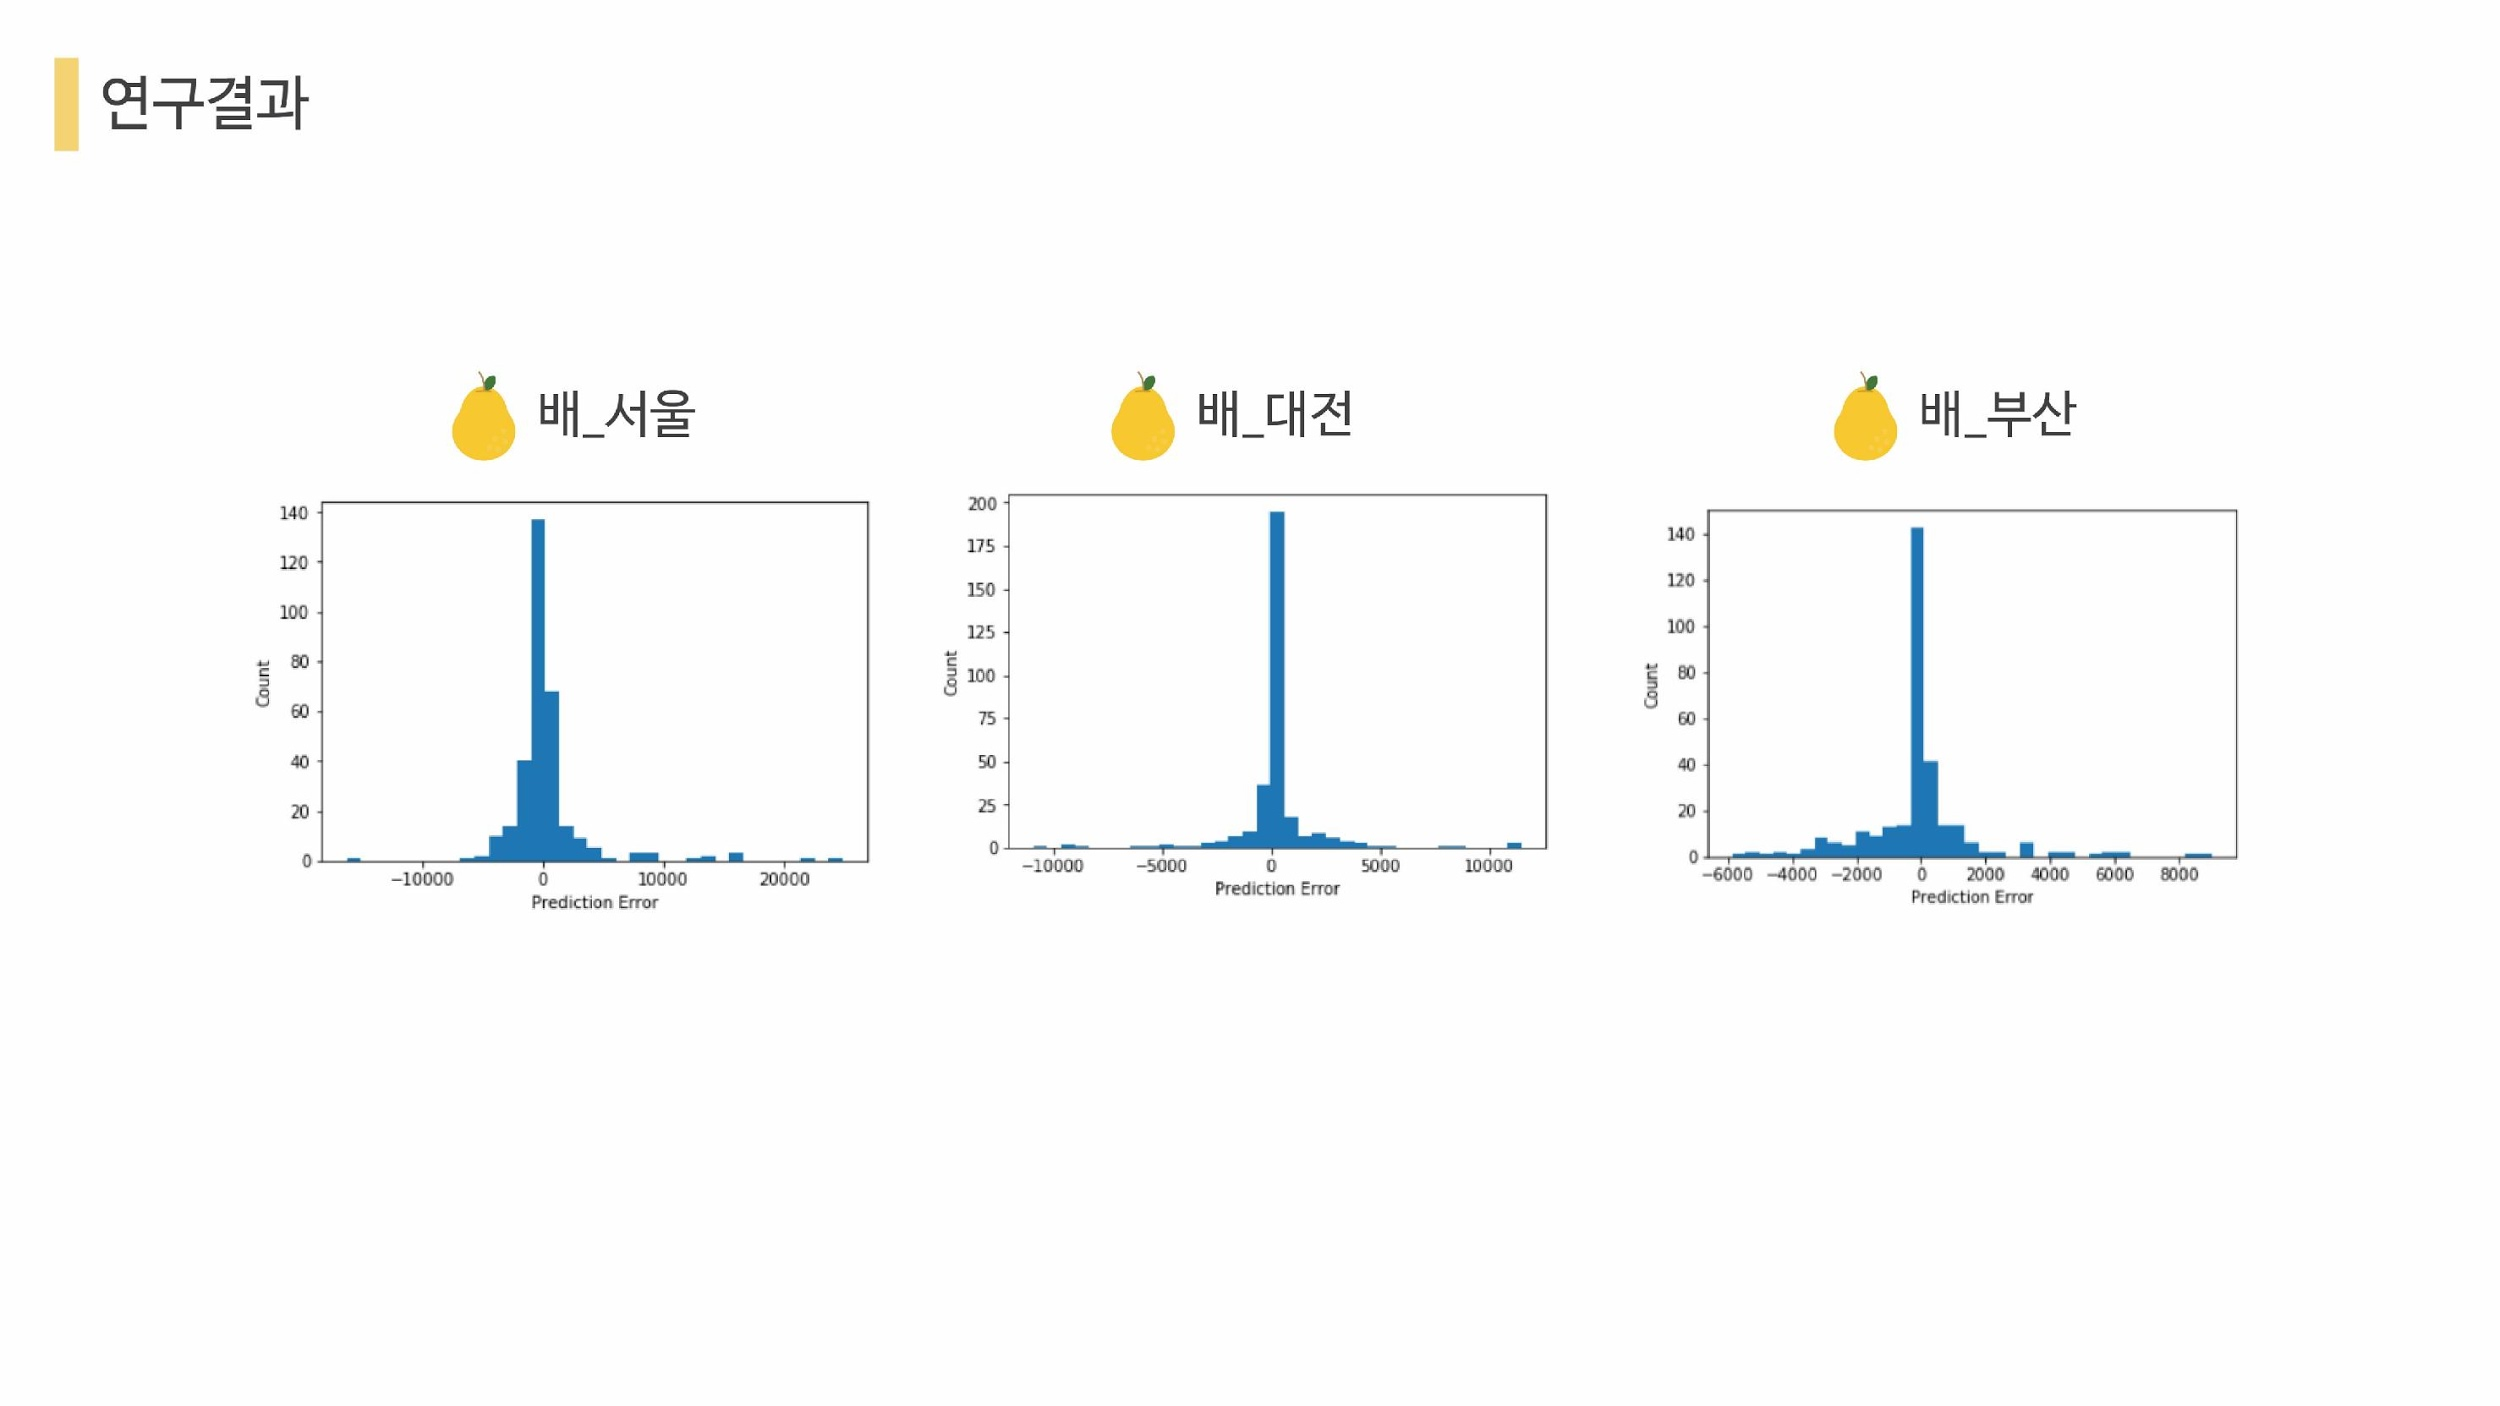 연구결과
배_서울
배_대전
배_부산
140
120
100
80
60
40
20
0
Count
−10000 0 10000 20000
Prediction Error
200
175
150
125
100
75
50
25
0
Count
−10000 −5000 0 5000 10000
Prediction Error
140
120
100
80
60
40
20
0
Count
−6000 −4000 −2000 0 2000 4000 6000 8000
Prediction Error